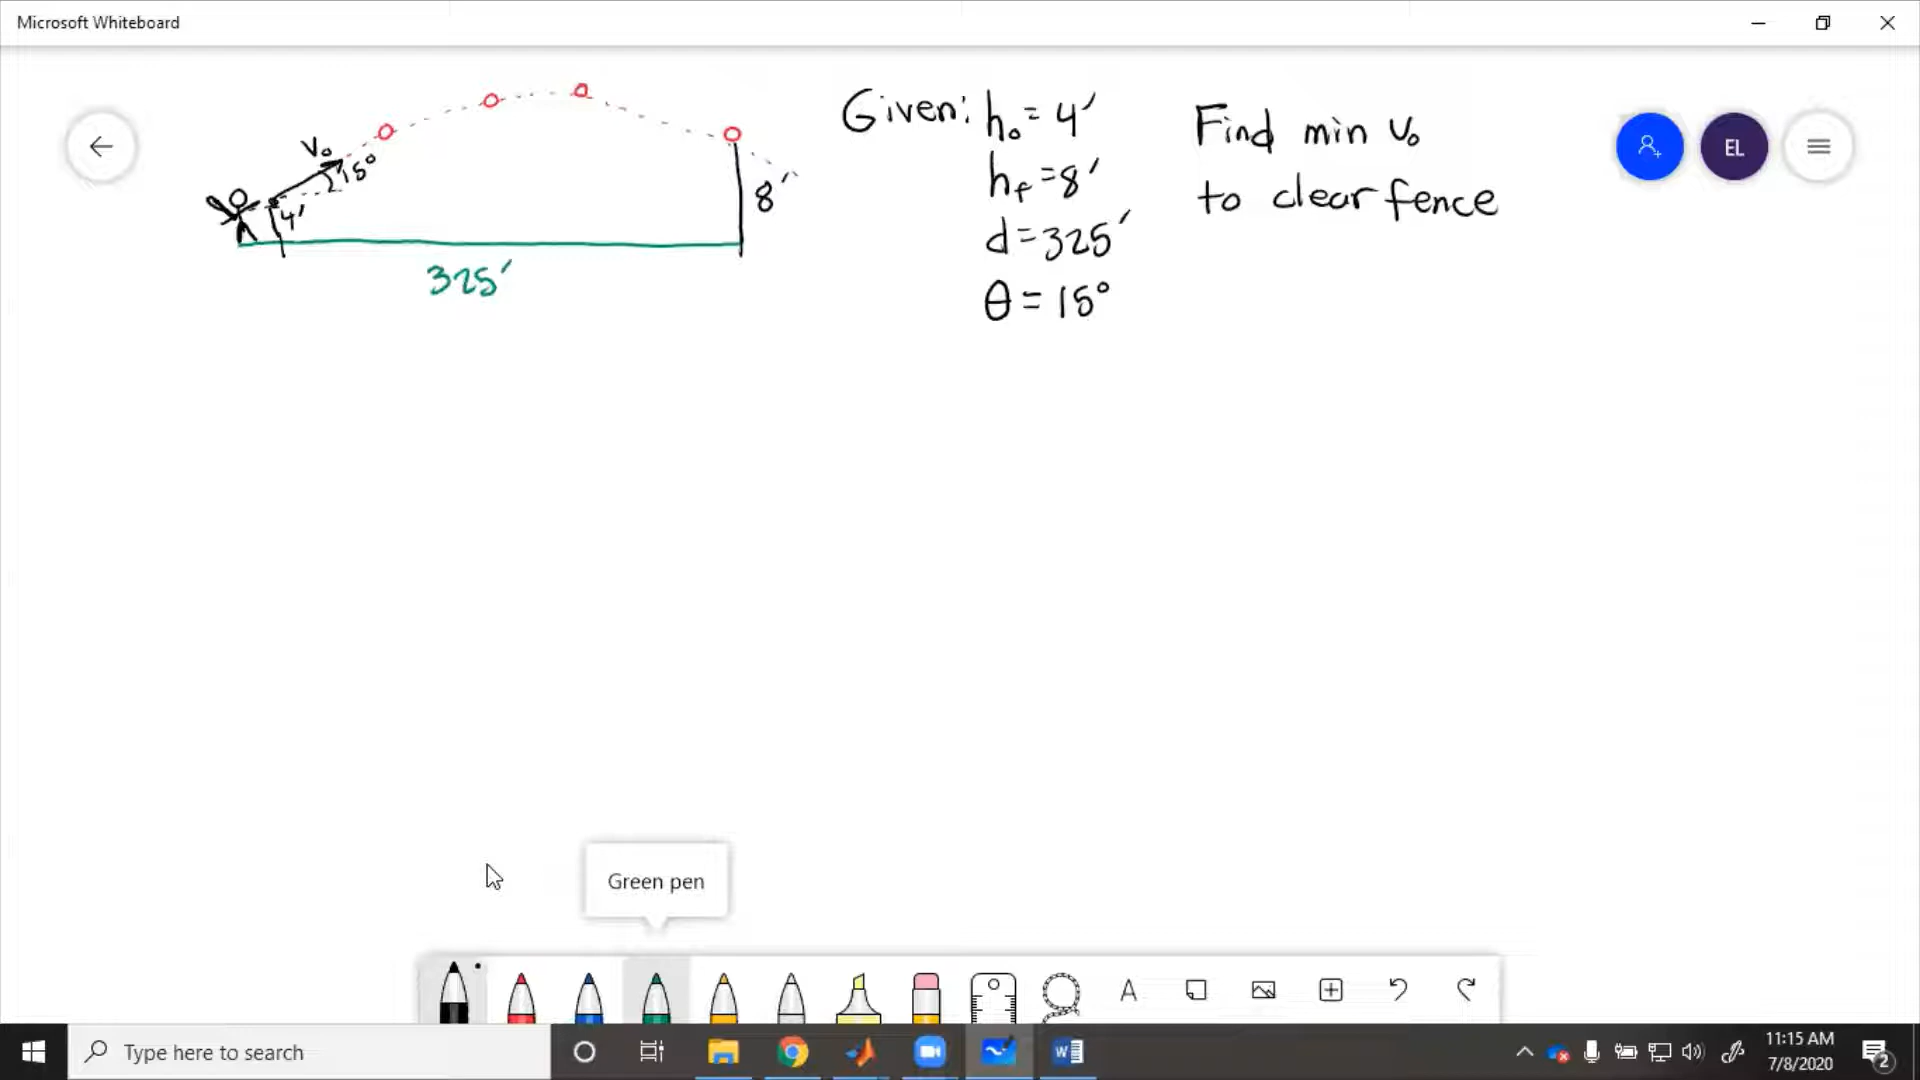 Microsoft Whiteboard
V₀
15°
4'
8'
325'
Given: h₀ = 4'
h_f = 8'
d = 325'
θ = 15°
Find min v₀
to clear fence
EL
Green pen
A
Type here to search
11:15 AM
7/8/2020
2